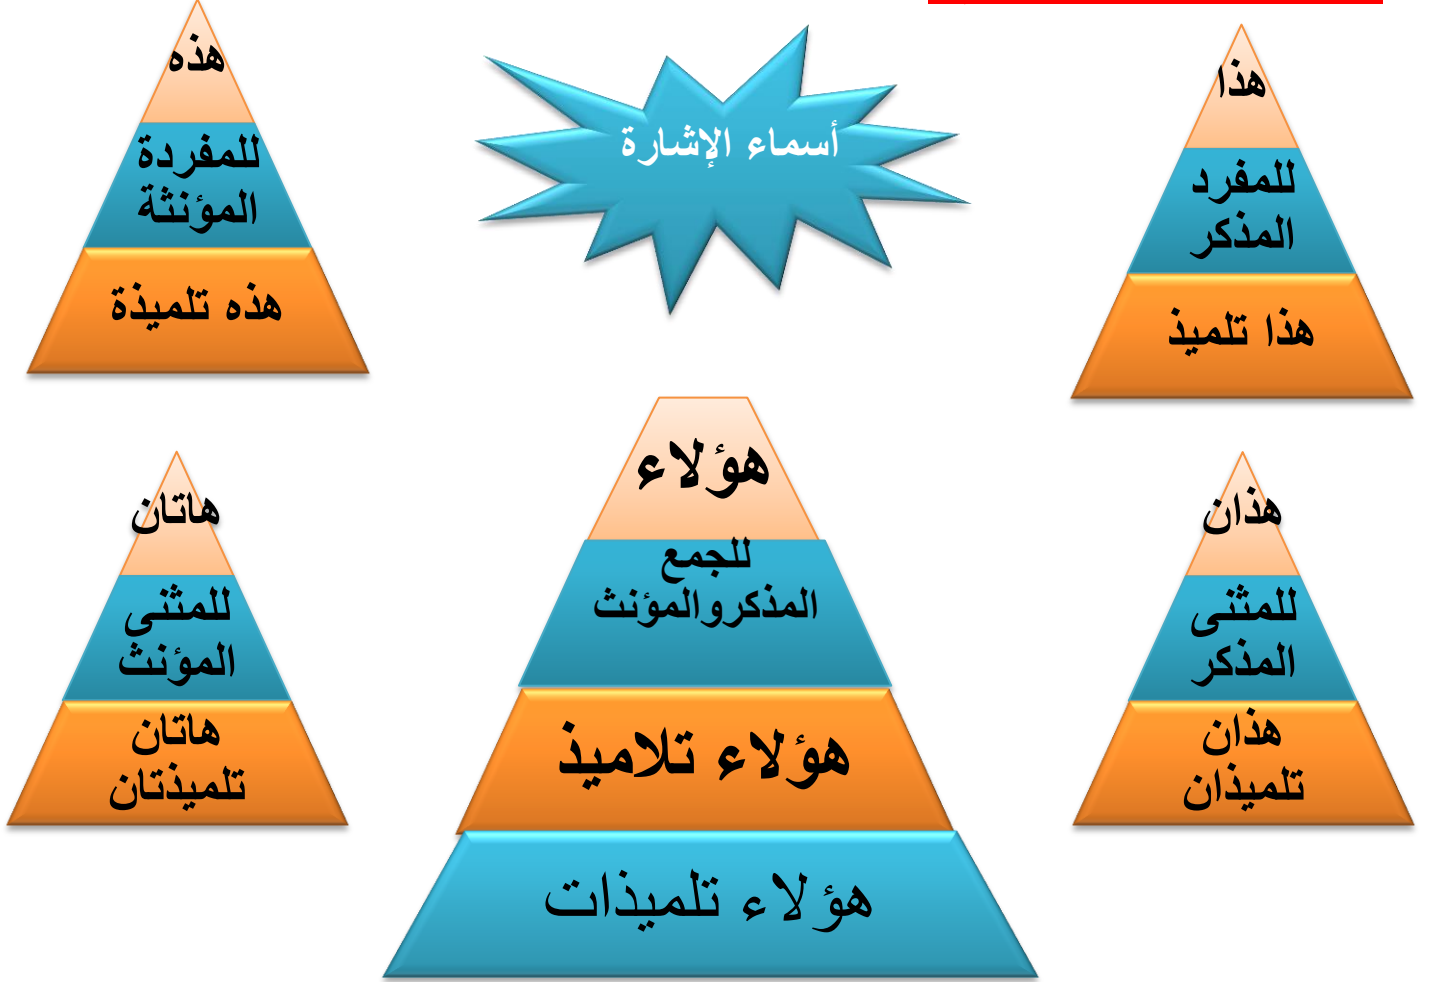 أسماء الإشارة
هذا
للمفرد
المذكر
هذا تلميذ
هذه
للمفردة
المؤنثة
هذه تلميذة
هذان
للمثنى
المذكر
هذان
تلميذان
هؤلاء
للجمع
المذكروالمؤنث
هؤلاء تلاميذ
هؤلاء تلميذات
هاتان
للمثنى
المؤنث
هاتان
تلميذتان